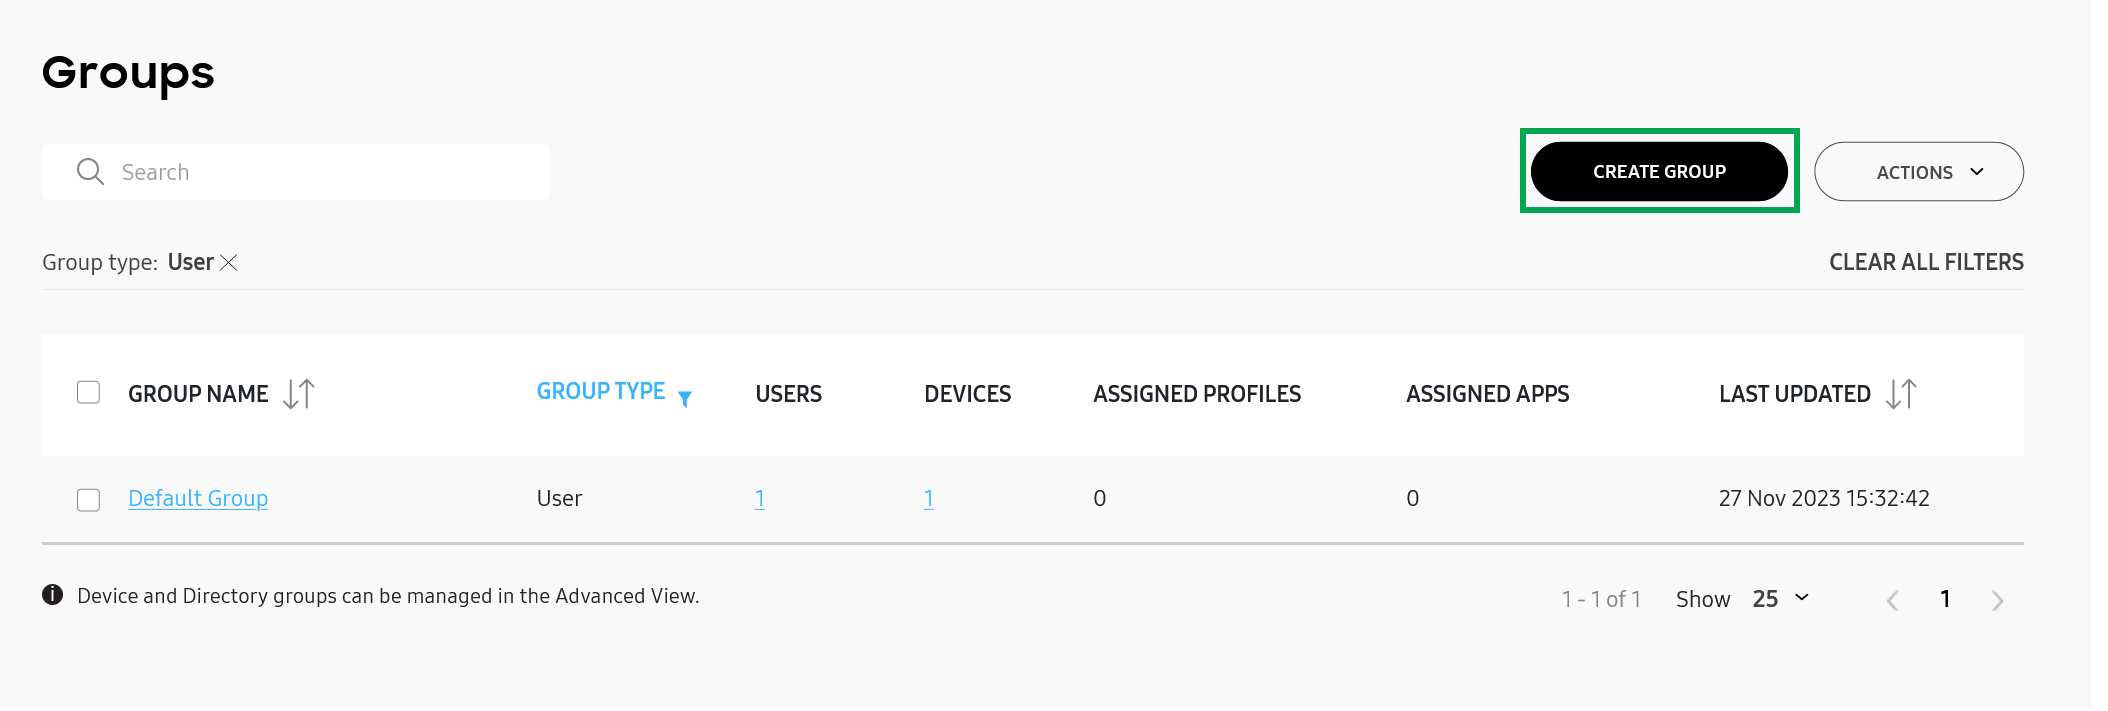 Groups
Search
CREATE GROUP
ACTIONS
Group type: User
CLEAR ALL FILTERS
GROUP NAME GROUP TYPE USERS DEVICES ASSIGNED PROFILES ASSIGNED APPS LAST UPDATED
Default Group User 1 1 0 0 27 Nov 2023 15:32:42
Device and Directory groups can be managed in the Advanced View.
1 - 1 of 1 Show 25 1